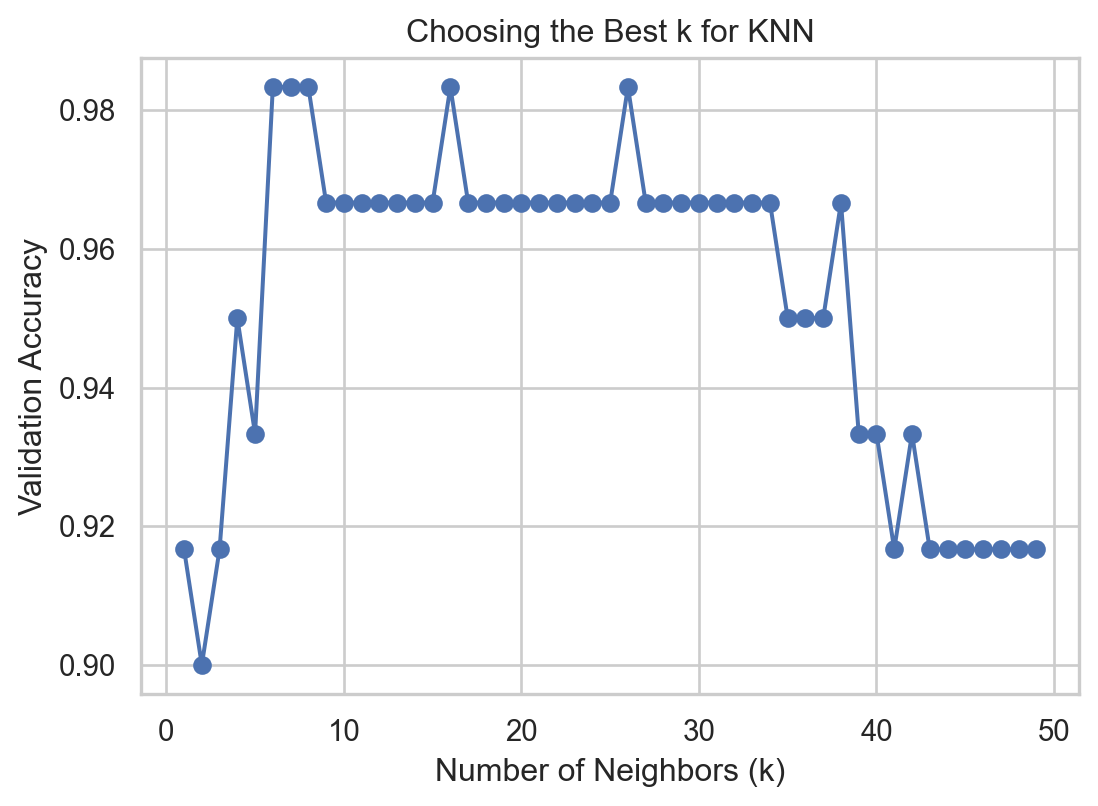 Choosing the Best k for KNN
Validation Accuracy
0.98
0.96
0.94
0.92
0.90
0 10 20 30 40 50
Number of Neighbors (k)